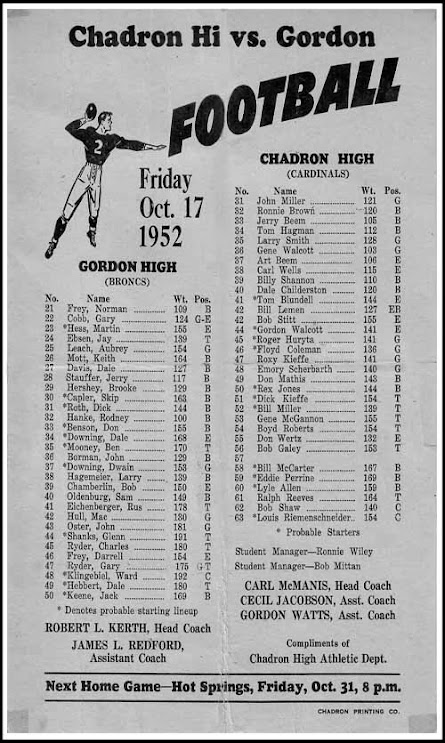 Chadron Hi vs. Gordon
FOOTBALL
2
Friday
Oct. 17
1952
GORDON HIGH
(BRONCS)
No. Name Wt. Pos.
21 Frey, Norman 109 B
22 Cobb, Gary 124 G-E
23 *Hess, Martin 155 E
24 Ebsen, Jay 139 T
25 Leach, Aubrey 154 G
26 Mott, Keith 164 B
27 Davis, Dale 127 B
28 Stauffer, Jerry 117 B
29 Hershey, Brooke 129 B
30 *Capler, Skip 163 B
31 *Roth, Dick 144 B
32 Hanke, Rodney 100 B
33 *Benson, Don 155 B
34 *Downing, Dale 168 E
35 *Mooney, Ben 170 T
36 Borman, John 129 B
37 *Downing, Dwain 153 G
38 Hagemeier, Larry 139 B
39 Chamberlin, Bob 150 E
40 Oldenburg, Sam 149 B
41 Eichenberger, Rus 178 T
42 Hull, Mac 130 G
43 Oster, John 181 G
44 *Shanks, Glenn 191 T
45 Ryder, Charles 180 T
46 Frey, Darrell 154 E
47 Ryder, Gary 175 G-T
48 *Klingebiel, Ward 192 C
49 *Hebbert, Dale 180 T
50 *Keene, Jack 169 B
* Denotes probable starting lineup
ROBERT L. KERTH, Head Coach
JAMES L. REDFORD,
Assistant Coach
CHADRON HIGH
(CARDINALS)
No. Name Wt. Pos.
31 John Miller 121 G
32 Ronnie Brown 120 B
33 Jerry Beem 105 B
34 Tom Hagman 112 B
35 Larry Smith 128 G
36 Gene Walcott 103 G
37 Art Beem 106 E
38 Carl Wells 115 E
39 Billy Shannon 110 B
40 Dale Childerston 120 B
41 *Tom Blundell 144 E
42 Bill Lemen 127 EB
42 Bob Stitt 155 E
44 *Gordon Walcott 141 E
45 *Roger Huryta 141 G
46 *Floyd Coleman 136 G
47 Roxy Kieffe 141 G
48 Emory Scherbarth 140 G
49 Don Mathis 143 B
50 *Rex Jones 144 B
51 *Dick Kieffe 154 T
52 *Bill Miller 139 T
53 Gene McGannon 155 T
54 Boyd Roberts 154 T
55 Don Wertz 132 E
56 Bob Galey 153 T
57
58 *Bill McCarter 167 B
59 *Eddie Perrine 169 B
60 *Lyle Allen 159 B
61 Ralph Reeves 164 T
62 Bob Shaw 140 C
63 *Louis Riemenschneider 154 C
* Probable Starters
Student Manager—Ronnie Wiley
Student Manager—Bob Mittan
CARL McMANIS, Head Coach
CECIL JACOBSON, Asst. Coach
GORDON WATTS, Asst. Coach
Compliments of
Chadron High Athletic Dept.
Next Home Game—Hot Springs, Friday, Oct. 31, 8 p.m.
CHADRON PRINTING CO.